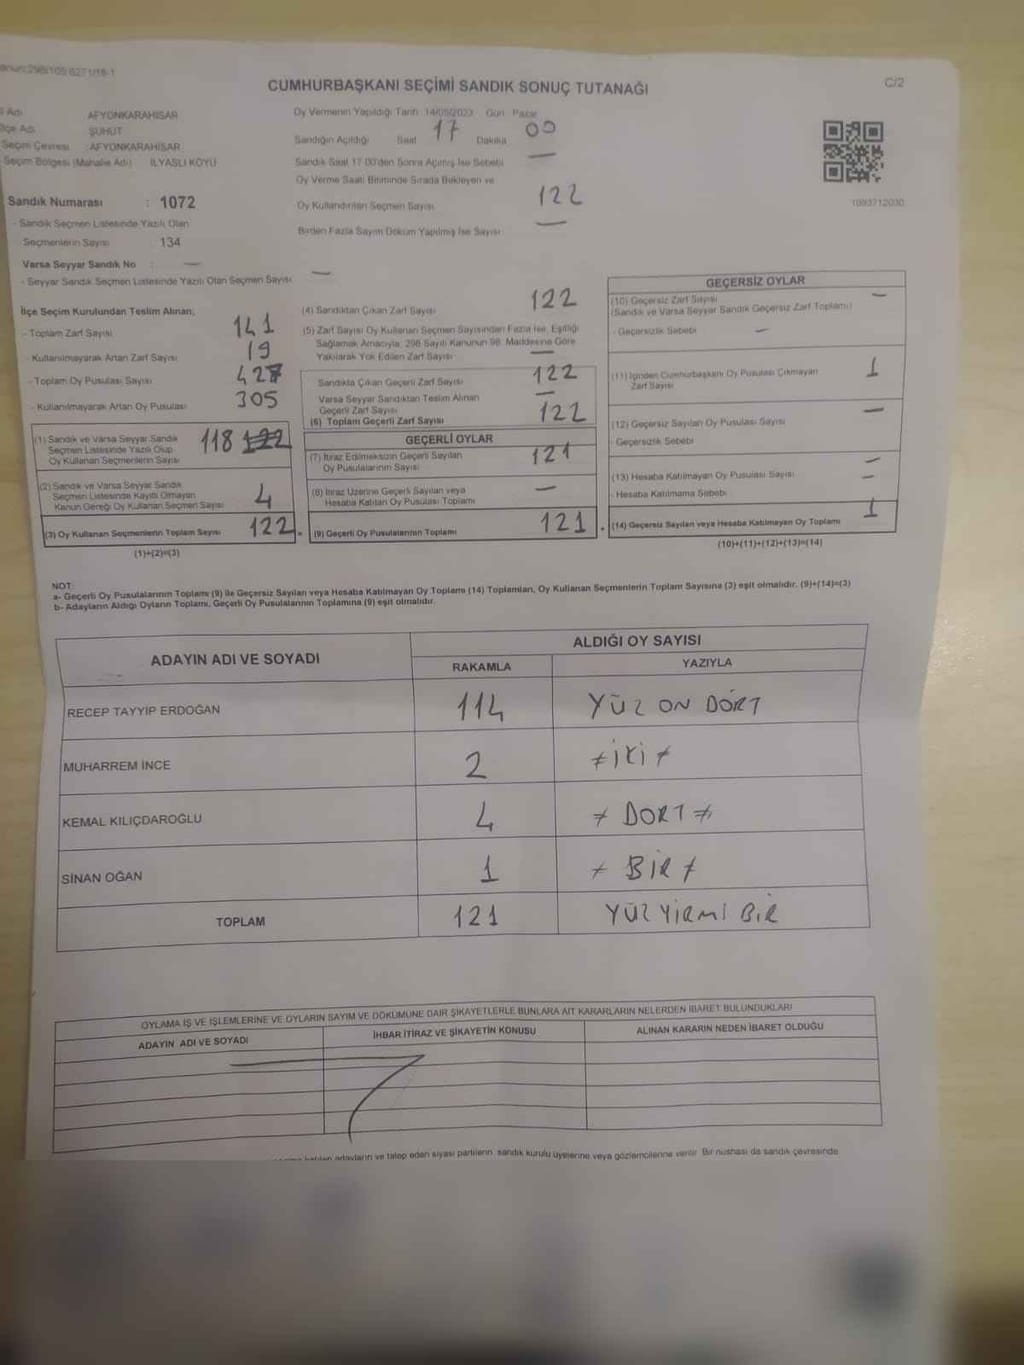 CUMHURBAŞKANI SEÇİMİ SANDIK SONUÇ TUTANAĞI
C/2
İl Adı AFYONKARAHİSAR
İlçe Adı ŞUHUT
Seçim Çevresi : AFYONKARAHİSAR
Seçim Bölgesi (Mahalle Adı) İLYASLI KÖYÜ
Sandık Numarası : 1072
- Sandık Seçmen Listesinde Yazılı Olan
Seçmenlerin Sayısı 134
Varsa Seyyar Sandık No : —
- Seyyar Sandık Seçmen Listesinde Yazılı Olan Seçmen Sayısı —
Oy Vermenin Yapıldığı Tarih 14/05/2023 Gün Pazar
Sandığın Açıldığı Saat 17 Dakika 00
Sandık Saat 17.00'den Sonra Açılmış İse Sebebi —
Oy Verme Saati Bitiminde Sırada Bekleyen ve
Oy Kullandırılan Seçmen Sayısı 122
Birden Fazla Sayım Döküm Yapılmış İse Sayısı —
1093712030
İlçe Seçim Kurulundan Teslim Alınan;
- Toplam Zarf Sayısı 141
- Kullanılmayarak Artan Zarf Sayısı 19
- Toplam Oy Pusulası Sayısı 427
- Kullanılmayarak Artan Oy Pusulası 305
(1) Sandık ve Varsa Seyyar Sandık
Seçmen Listesinde Yazılı Olup
Oy Kullanan Seçmenlerin Sayısı 118 122
(2) Sandık ve Varsa Seyyar Sandık
Seçmen Listesinde Kayıtlı Olmayan
Kanun Gereği Oy Kullanan Seçmen Sayısı 4
(3) Oy Kullanan Seçmenlerin Toplam Sayısı 122
(1)+(2)=(3)
(4) Sandıktan Çıkan Zarf Sayısı 122
(5) Zarf Sayısı Oy Kullanan Seçmen Sayısından Fazla İse, Eşitliği
Sağlamak Amacıyla, 298 Sayılı Kanunun 98. Maddesine Göre
Yakılarak Yok Edilen Zarf Sayısı —
Sandıkta Çıkan Geçerli Zarf Sayısı 122
Varsa Seyyar Sandıktan Teslim Alınan
Geçerli Zarf Sayısı —
(6) Toplam Geçerli Zarf Sayısı 122
GEÇERLİ OYLAR
(7) İtiraz Edilmeksizin Geçerli Sayılan
Oy Pusulalarının Sayısı 121
(8) İtiraz Üzerine Geçerli Sayılan veya
Hesaba Katılan Oy Pusulası Toplamı —
(9) Geçerli Oy Pusulalarının Toplamı 121
GEÇERSİZ OYLAR
(10) Geçersiz Zarf Sayısı —
(Sandık ve Varsa Seyyar Sandık Geçersiz Zarf Toplamı)
- Geçersizlik Sebebi —
(11) İçinden Cumhurbaşkanı Oy Pusulası Çıkmayan
Zarf Sayısı 1
(12) Geçersiz Sayılan Oy Pusulası Sayısı —
- Geçersizlik Sebebi
(13) Hesaba Katılmayan Oy Pusulası Sayısı —
- Hesaba Katılmama Sebebi —
(14) Geçersiz Sayılan veya Hesaba Katılmayan Oy Toplamı 1
(10)+(11)+(12)+(13)=(14)
NOT:
a- Geçerli Oy Pusulalarının Toplamı (9) ile Geçersiz Sayılan veya Hesaba Katılmayan Oy Toplamı (14) Toplamları, Oy Kullanan Seçmenlerin Toplam Sayısına (3) eşit olmalıdır. (9)+(14)=(3)
b- Adayların Aldığı Oyların Toplamı, Geçerli Oy Pusulalarının Toplamına (9) eşit olmalıdır.
ADAYIN ADI VE SOYADI ALDIĞI OY SAYISI
RAKAMLA YAZIYLA
RECEP TAYYİP ERDOĞAN 114 YÜZ ON DÖRT
MUHARREM İNCE 2 İKİ
KEMAL KILIÇDAROĞLU 4 DÖRT
SİNAN OĞAN 1 BİR
TOPLAM 121 YÜZ YİRMİ BİR
OYLAMA İŞ VE İŞLEMLERİNE VE OYLARIN SAYIM VE DÖKÜMÜNE DAİR ŞİKAYETLERLE BUNLARA AİT KARARLARIN NELERDEN İBARET BULUNDUKLARI
ADAYIN ADI VE SOYADI İHBAR İTİRAZ VE ŞİKAYETİN KONUSU ALINAN KARARIN NEDEN İBARET OLDUĞU
adayların ve talep eden siyasi partilerin sandık kurulu üyelerine veya gözlemcilerine verilir. Bir nüshası da sandık çevresinde